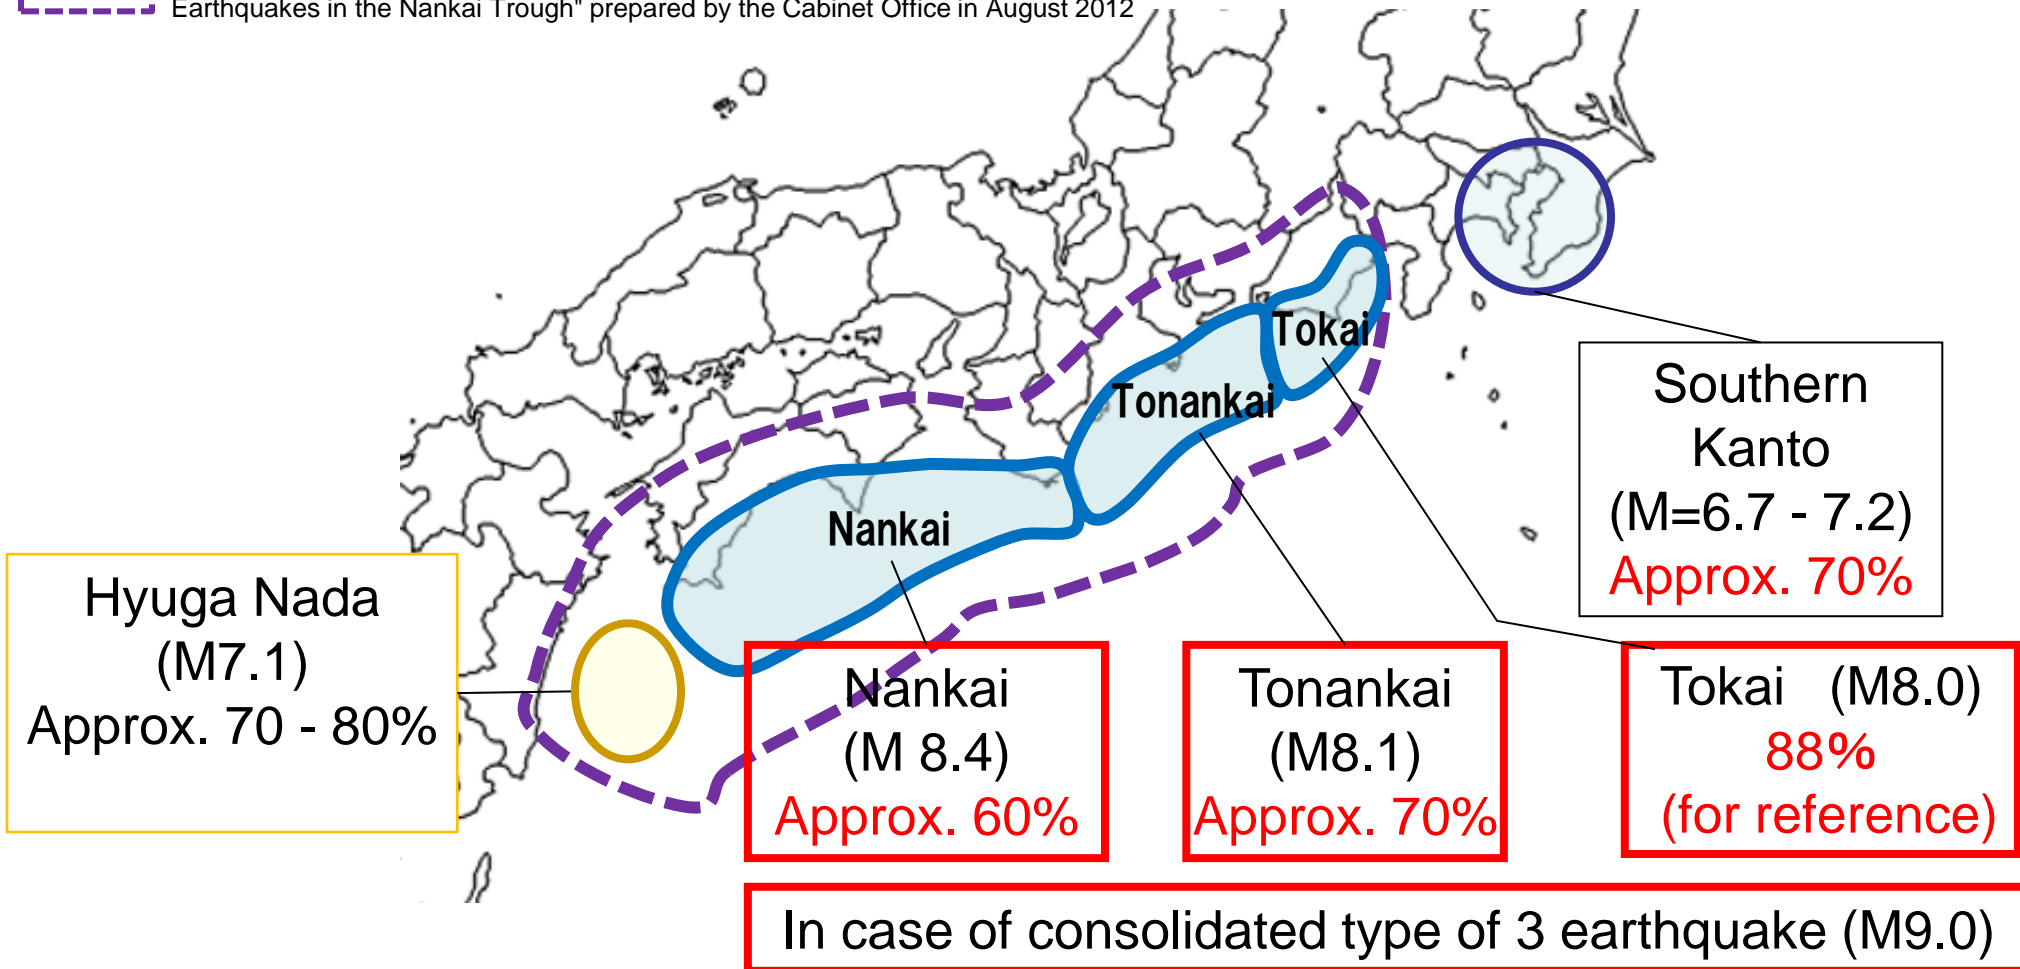 Earthquakes in the Nankai Trough" prepared by the Cabinet Office in August 2012
Tokai
Tonankai
Nankai
Southern
Kanto
(M=6.7 - 7.2)
Approx. 70%
Hyuga Nada
(M7.1)
Approx. 70 - 80%
Nankai
(M 8.4)
Approx. 60%
Tonankai
(M8.1)
Approx. 70%
Tokai (M8.0)
88%
(for reference)
In case of consolidated type of 3 earthquake (M9.0)